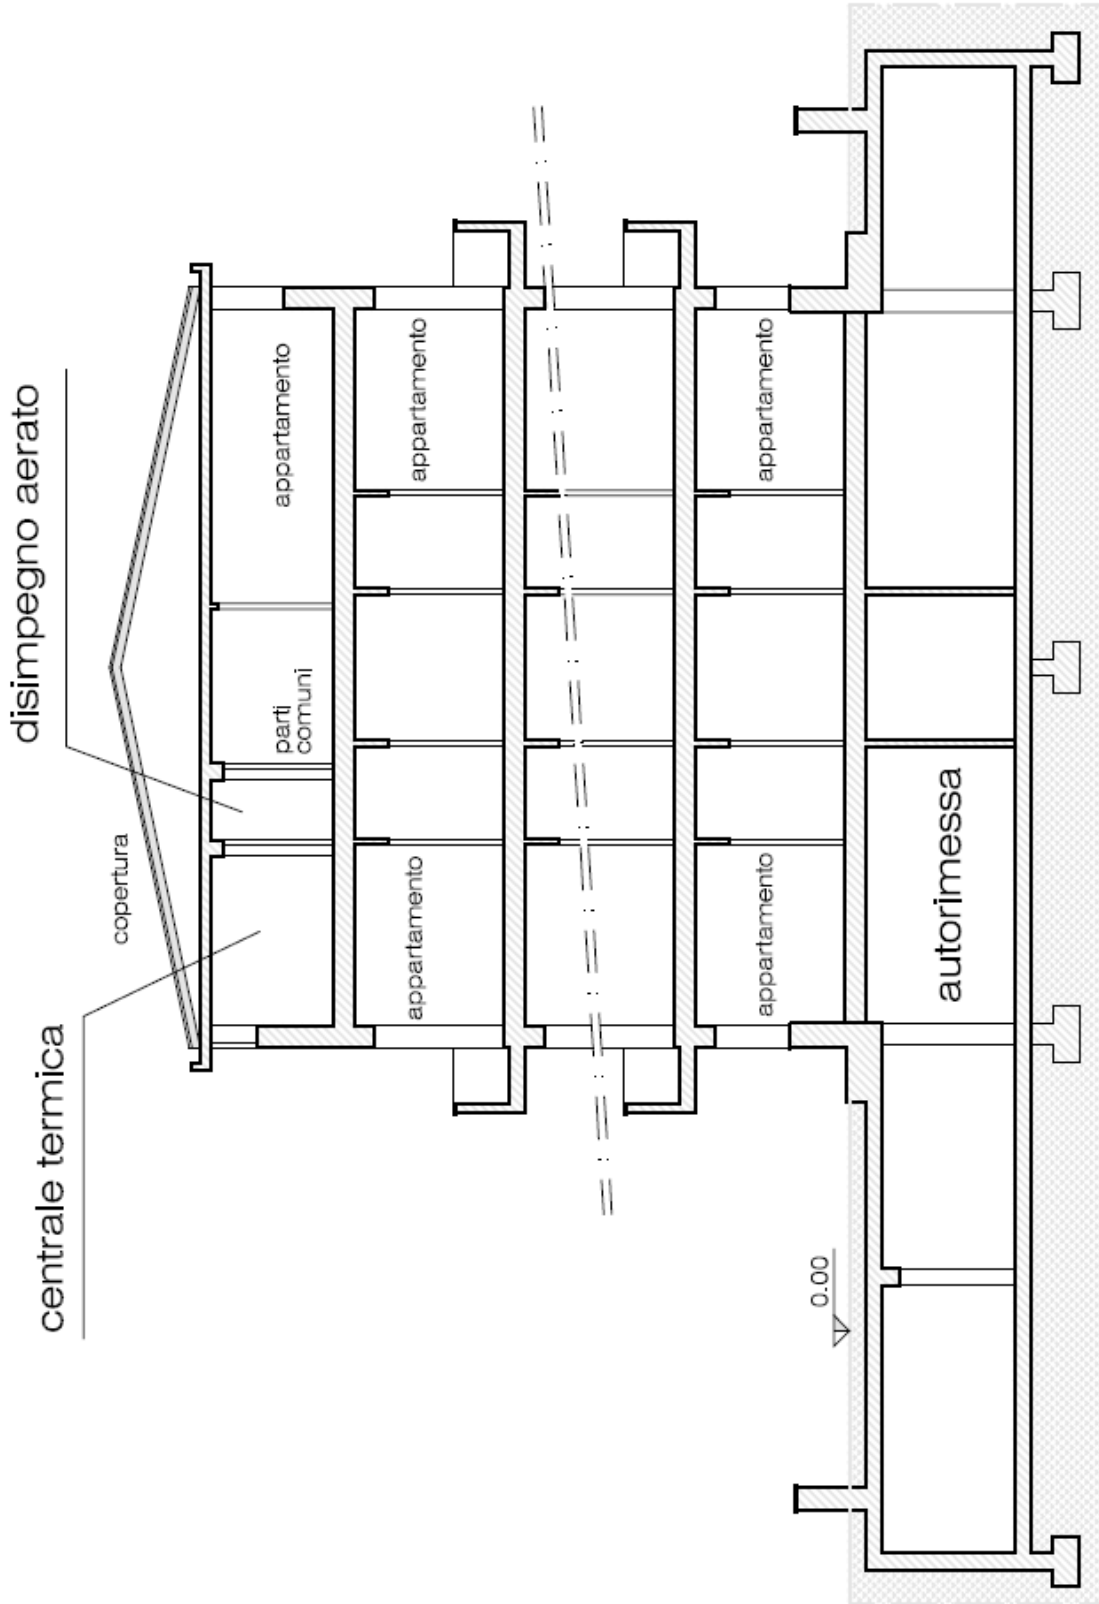 centrale termica
disimpegno aerato
copertura
parti
comuni
appartamento
appartamento
appartamento
appartamento
appartamento
0.00
autorimessa